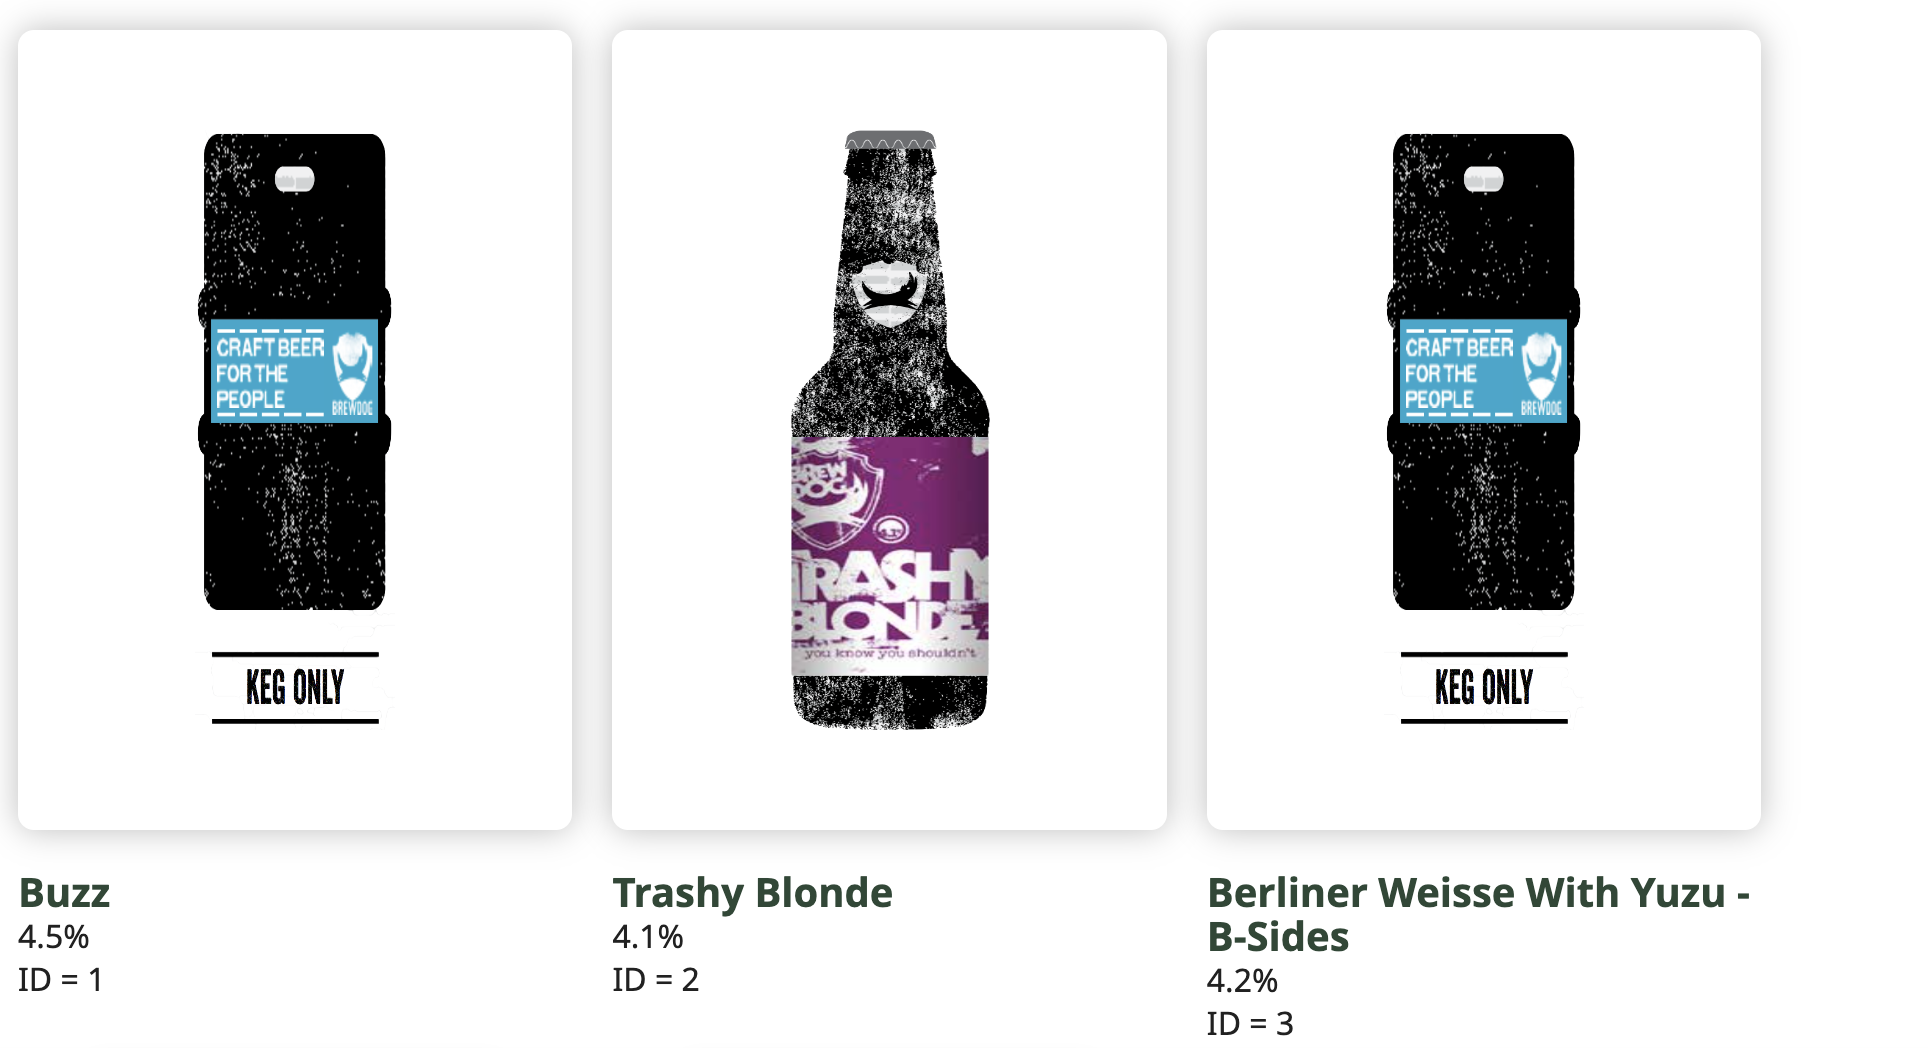 CRAFT BEER
FOR THE
PEOPLE
BREWDOG
KEG ONLY
BREW
DOG
TRASHY
BLONDE
you know you shouldn't
CRAFT BEER
FOR THE
PEOPLE
BREWDOG
KEG ONLY
Buzz
4.5%
ID = 1
Trashy Blonde
4.1%
ID = 2
Berliner Weisse With Yuzu -
B-Sides
4.2%
ID = 3